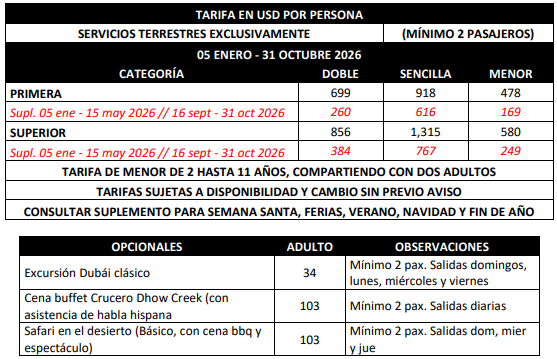 TARIFA EN USD POR PERSONA
SERVICIOS TERRESTRES EXCLUSIVAMENTE (MÍNIMO 2 PASAJEROS)
05 ENERO - 31 OCTUBRE 2026
CATEGORÍA DOBLE SENCILLA MENOR
PRIMERA 699 918 478
Supl. 05 ene - 15 may 2026 // 16 sept - 31 oct 2026 260 616 169
SUPERIOR 856 1,315 580
Supl. 05 ene - 15 may 2026 // 16 sept - 31 oct 2026 384 767 249
TARIFA DE MENOR DE 2 HASTA 11 AÑOS, COMPARTIENDO CON DOS ADULTOS
TARIFAS SUJETAS A DISPONIBILIDAD Y CAMBIO SIN PREVIO AVISO
CONSULTAR SUPLEMENTO PARA SEMANA SANTA, FERIAS, VERANO, NAVIDAD Y FIN DE AÑO
OPCIONALES ADULTO OBSERVACIONES
Excursión Dubái clásico 34 Mínimo 2 pax. Salidas domingos,
lunes, miércoles y viernes
Cena buffet Crucero Dhow Creek (con
asistencia de habla hispana 103 Mínimo 2 pax. Salidas diarias
Safari en el desierto (Básico, con cena bbq y
espectáculo) 103 Mínimo 2 pax. Salidas dom, mier
y jue